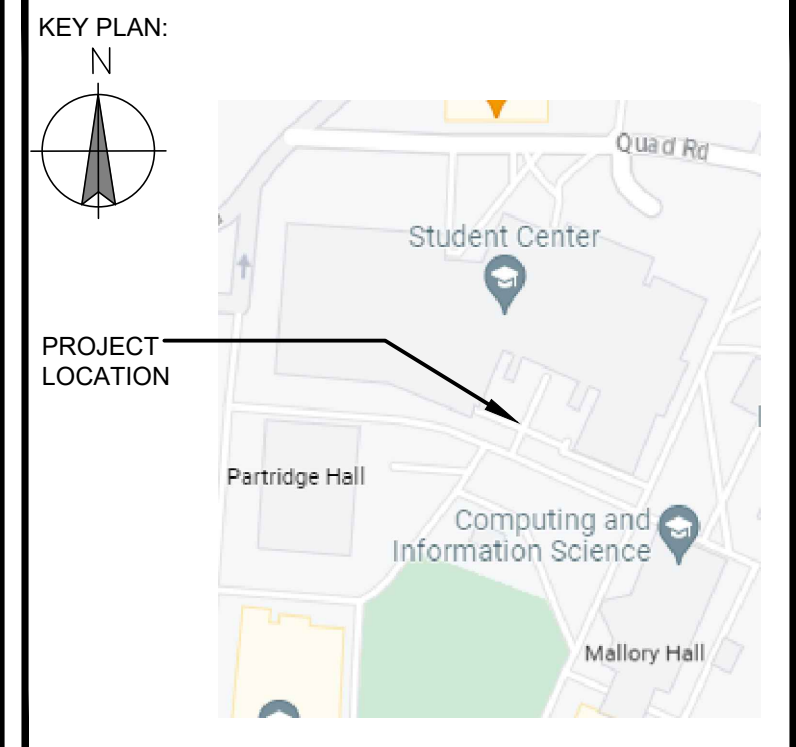 KEY PLAN:
N
Quad Rd
Student Center
PROJECT
LOCATION
Partridge Hall
Computing and
Information Science
Mallory Hall